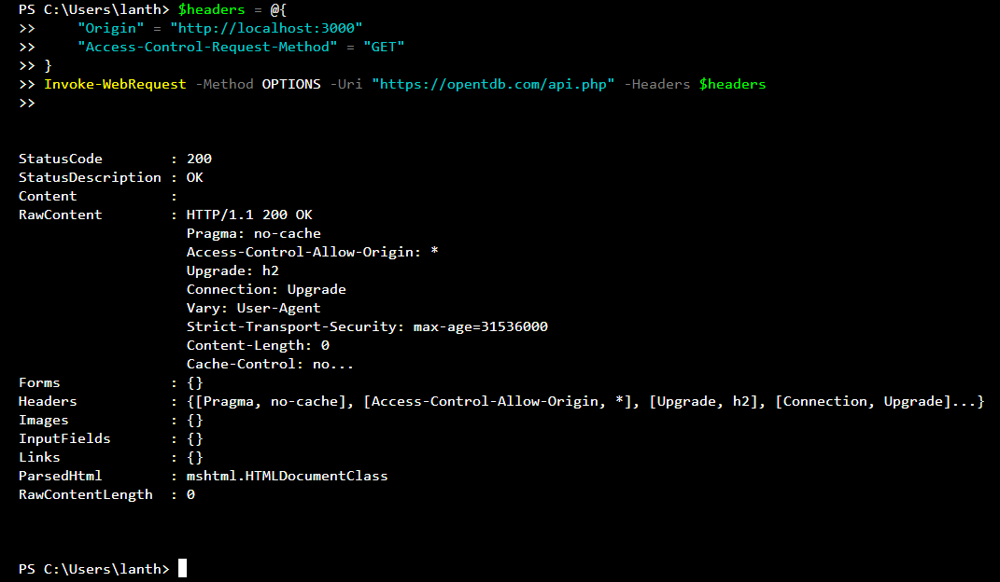 PS C:\Users\lanth> $headers = @{
>>     "Origin" = "http://localhost:3000"
>>     "Access-Control-Request-Method" = "GET"
>> }
>> Invoke-WebRequest -Method OPTIONS -Uri "https://opentdb.com/api.php" -Headers $headers
>>
StatusCode        : 200
StatusDescription : OK
Content           :
RawContent        : HTTP/1.1 200 OK
                    Pragma: no-cache
                    Access-Control-Allow-Origin: *
                    Upgrade: h2
                    Connection: Upgrade
                    Vary: User-Agent
                    Strict-Transport-Security: max-age=31536000
                    Content-Length: 0
                    Cache-Control: no...
Forms             : {}
Headers           : {[Pragma, no-cache], [Access-Control-Allow-Origin, *], [Upgrade, h2], [Connection, Upgrade]...}
Images            : {}
InputFields       : {}
Links             : {}
ParsedHtml        : mshtml.HTMLDocumentClass
RawContentLength  : 0
PS C:\Users\lanth>